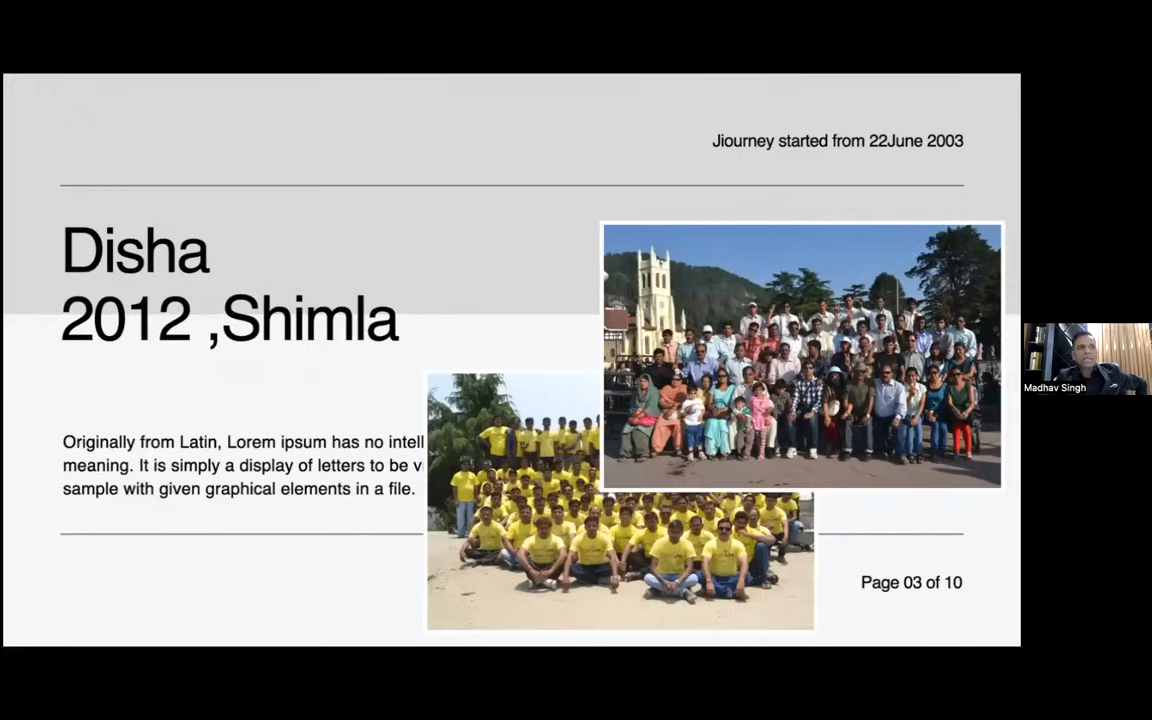 Jiourney started from 22June 2003
Disha
2012 ,Shimla
Originally from Latin, Lorem ipsum has no intell
meaning. It is simply a display of letters to be v
sample with given graphical elements in a file.
Page 03 of 10
Madhav Singh